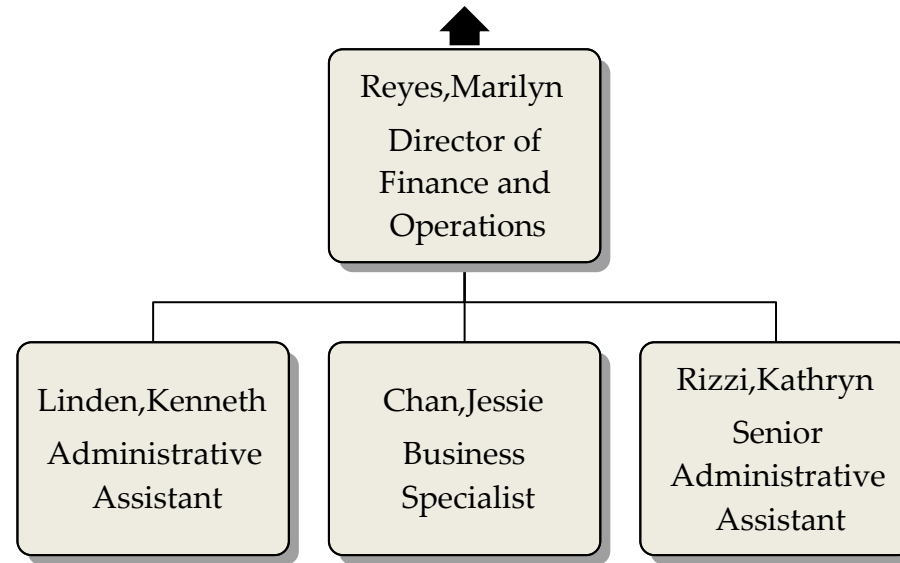 Reyes,Marilyn
Director of
Finance and
Operations
Linden,Kenneth
Administrative
Assistant
Chan,Jessie
Business
Specialist
Rizzi,Kathryn
Senior
Administrative
Assistant